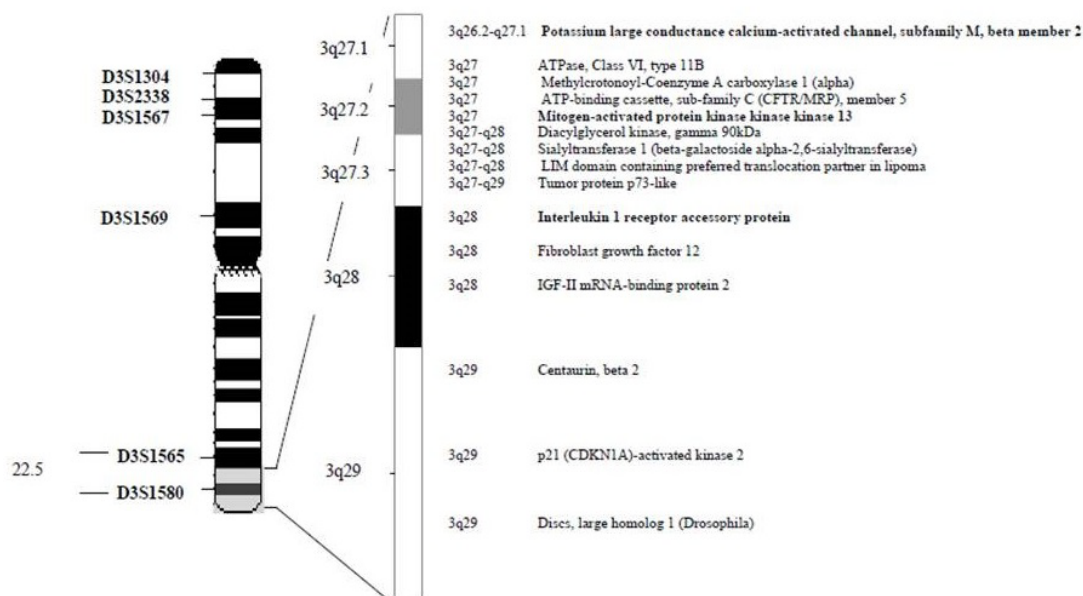 D3S1304
D3S2338
D3S1567
D3S1569
22.5
D3S1565
D3S1580
3q27.1
3q27.2
3q27.3
3q28
3q29
3q26.2-q27.1 Potassium large conductance calcium-activated channel, subfamily M, beta member 2
3q27 ATPase, Class VI, type 11B
3q27 Methylcrotonoyl-Coenzyme A carboxylase 1 (alpha)
3q27 ATP-binding cassette, sub-family C (CFTR/MRP), member 5
3q27 Mitogen-activated protein kinase kinase kinase 13
3q27-q28 Diacylglycerol kinase, gamma 90kDa
3q27-q28 Sialyltransferase 1 (beta-galactoside alpha-2,6-sialyltransferase)
3q27-q28 LIM domain containing preferred translocation partner in lipoma
3q27-q29 Tumor protein p73-like
3q28 Interleukin 1 receptor accessory protein
3q28 Fibroblast growth factor 12
3q28 IGF-II mRNA-binding protein 2
3q29 Centaurin, beta 2
3q29 p21 (CDKN1A)-activated kinase 2
3q29 Discs, large homolog 1 (Drosophila)